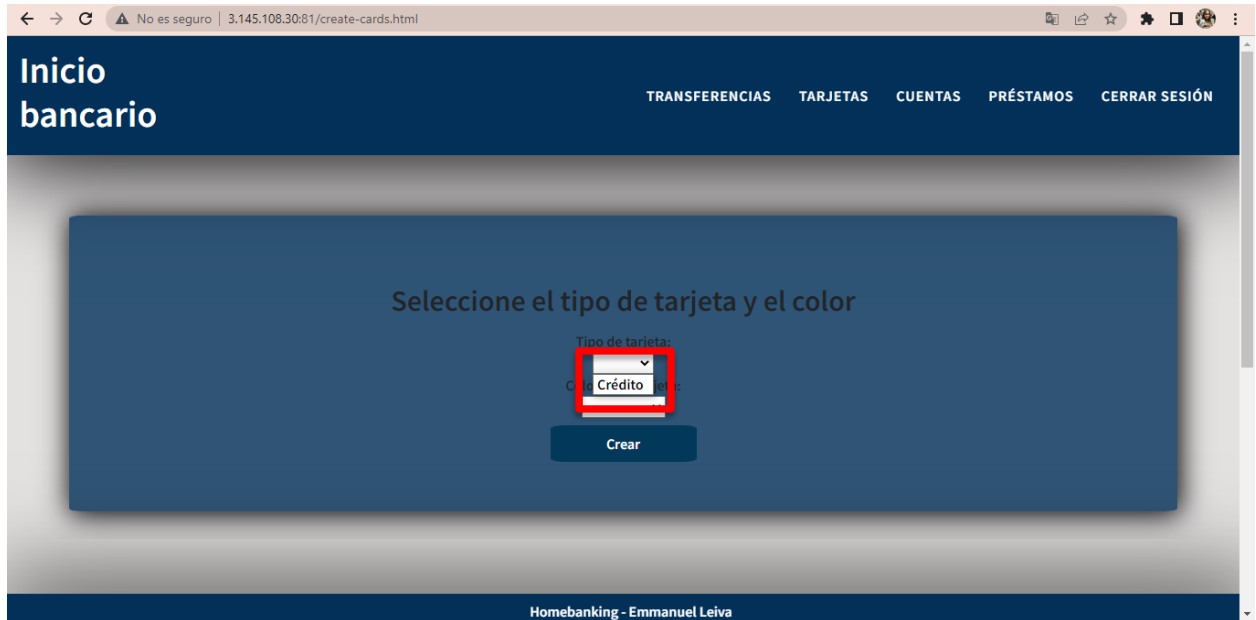 No es seguro | 3.145.108.30:81/create-cards.html
Inicio
bancario
TRANSFERENCIAS TARJETAS CUENTAS PRÉSTAMOS CERRAR SESIÓN
Seleccione el tipo de tarjeta y el color
Tipo de tarjeta:
Crédito
Crear
Homebanking - Emmanuel Leiva